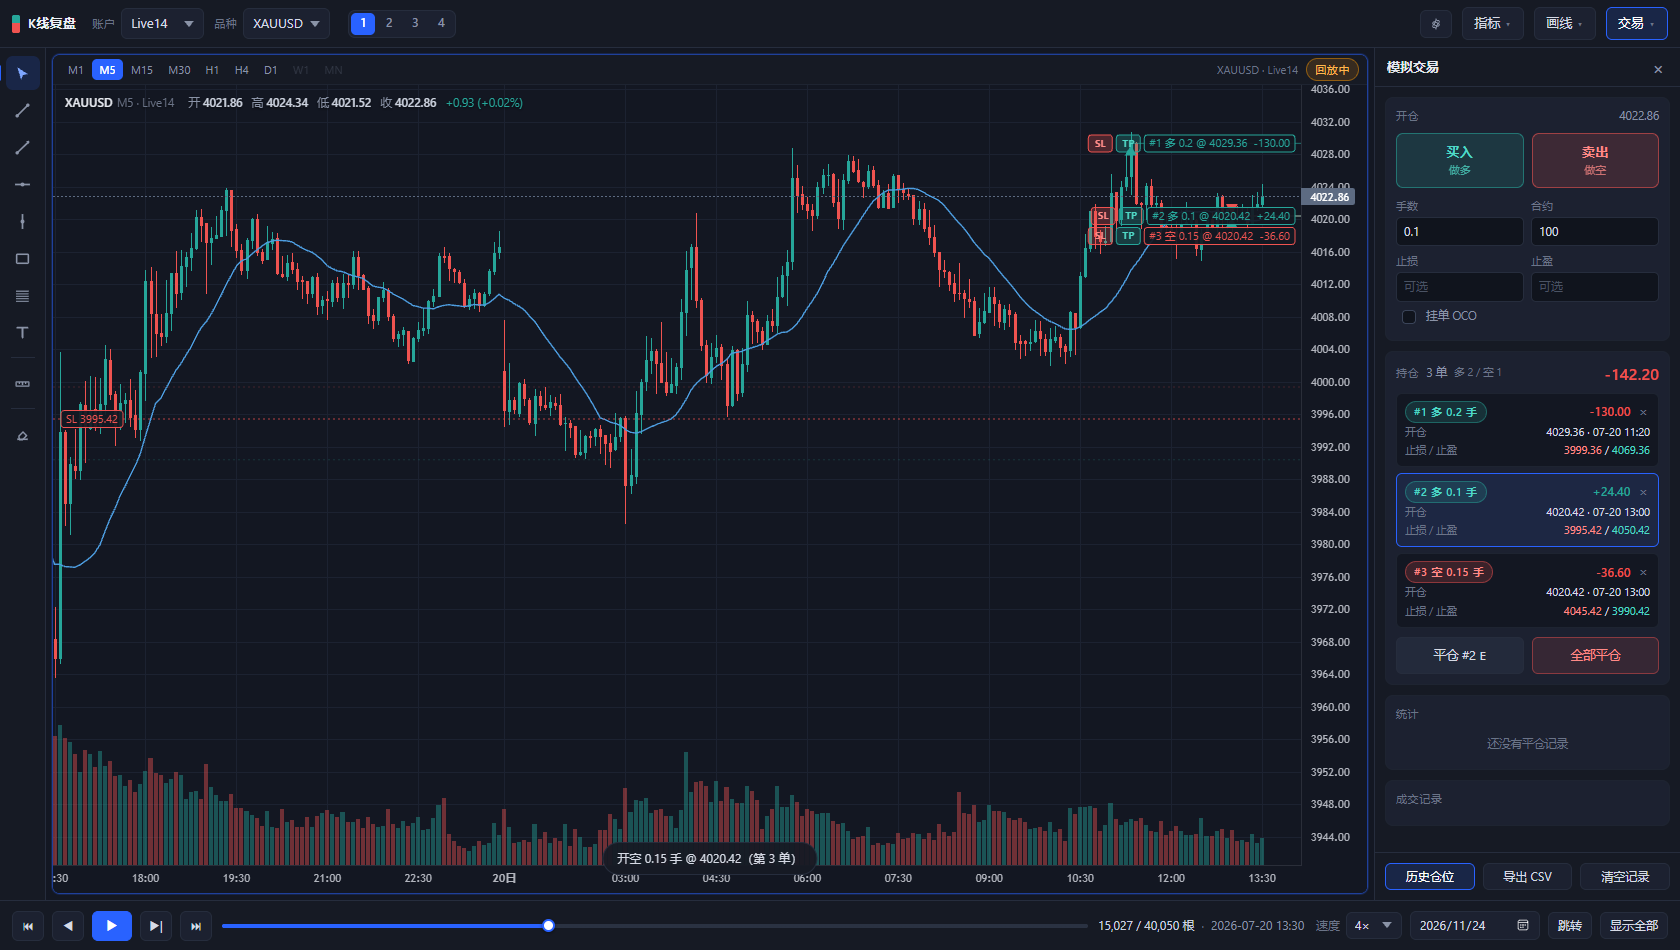 K线复盘 账户 Live14 品种 XAUUSD 1 2 3 4 指标 画线 交易
M1 M5 M15 M30 H1 H4 D1 W1 MN XAUUSD · Live14 回放中
XAUUSD M5 · Live14 开 4021.86 高 4024.34 低 4021.52 收 4022.86 +0.93 (+0.02%)
SL TP #1 多 0.2 @ 4029.36 -130.00
SL TP #2 多 0.1 @ 4020.42 +24.40
SL TP #3 空 0.15 @ 4020.42 -36.60
SL 3995.42
4036.00
4032.00
4028.00
4024.00
4022.86
4020.00
4016.00
4012.00
4008.00
4004.00
4000.00
3996.00
3992.00
3988.00
3984.00
3980.00
3976.00
3972.00
3968.00
3964.00
3960.00
3956.00
3952.00
3948.00
3944.00
开空 0.15 手 @ 4020.42（第 3 单）
:30 18:00 19:30 21:00 22:30 20日 03:00 04:30 06:00 07:30 09:00 10:30 12:00 13:30
模拟交易 ×
开仓 4022.86
买入 卖出
做多 做空
手数 合约
0.1 100
止损 止盈
可选 可选
挂单 OCO
持仓 3 单 多 2 / 空 1 -142.20
#1 多 0.2 手 -130.00 ×
开仓 4029.36 · 07-20 11:20
止损 / 止盈 3999.36 / 4069.36
#2 多 0.1 手 +24.40 ×
开仓 4020.42 · 07-20 13:00
止损 / 止盈 3995.42 / 4050.42
#3 空 0.15 手 -36.60 ×
开仓 4020.42 · 07-20 13:00
止损 / 止盈 4045.42 / 3990.42
平仓 #2 E 全部平仓
统计
还没有平仓记录
成交记录
历史仓位 导出 CSV 清空记录
15,027 / 40,050 根 · 2026-07-20 13:30 速度 4× 2026/11/24 跳转 显示全部